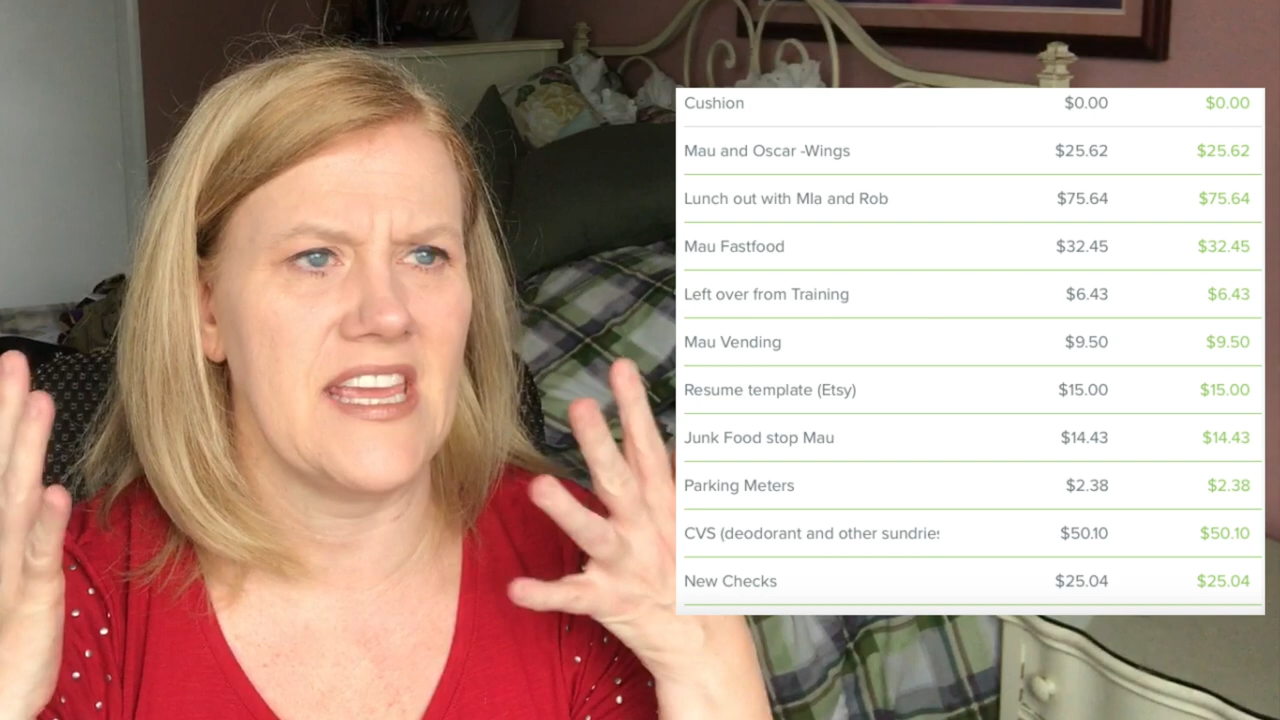 Cushion $0.00 $0.00
Mau and Oscar -Wings $25.62 $25.62
Lunch out with MIa and Rob $75.64 $75.64
Mau Fastfood $32.45 $32.45
Left over from Training $6.43 $6.43
Mau Vending $9.50 $9.50
Resume template (Etsy) $15.00 $15.00
Junk Food stop Mau $14.43 $14.43
Parking Meters $2.38 $2.38
CVS (deodorant and other sundries $50.10 $50.10
New Checks $25.04 $25.04